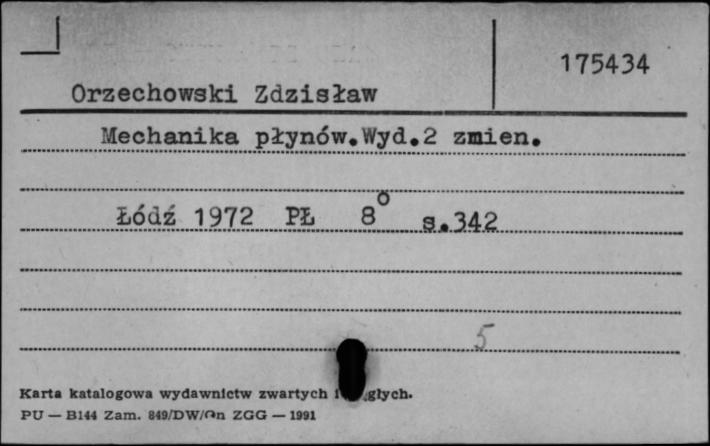 175434
Orzechowski Zdzisław
Mechanika płynów.Wyd.2 zmien.
Łódź 1972 PŁ 8° s.342
5
Karta katalogowa wydawnictw zwartych
PU — B144 Zam. 849/DW/On ZGG — 1991